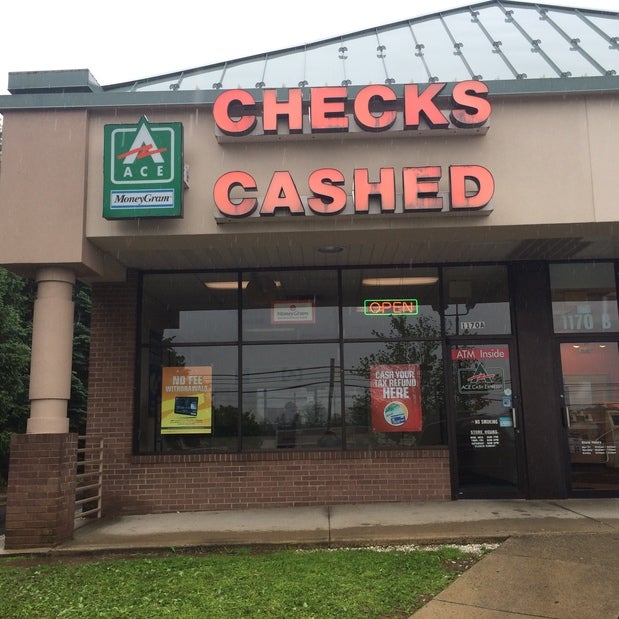 CHECKS
CASHED
A
ACE
MoneyGram
MoneyGram
OPEN
1170A
1170 B
ATM Inside
ACE CASH EXPRESS
NO FEE
WITHDRAWALS
CASH YOUR
TAX REFUND
HERE
NO SMOKING
STORE HOURS